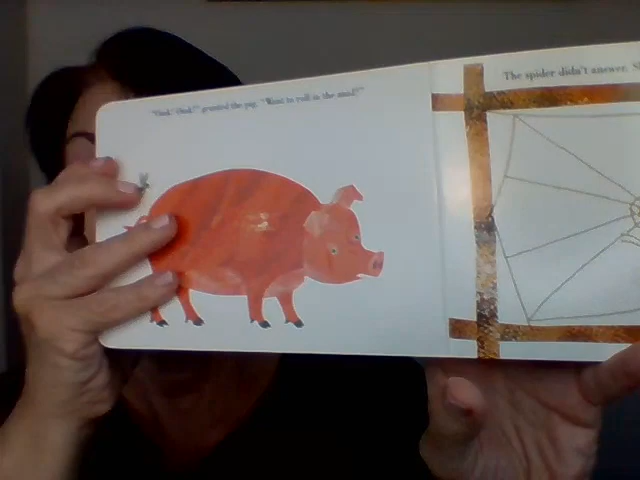 "Oink! Oink!" grunted the pig. "Want to roll in the mud?"
The spider didn't answer.